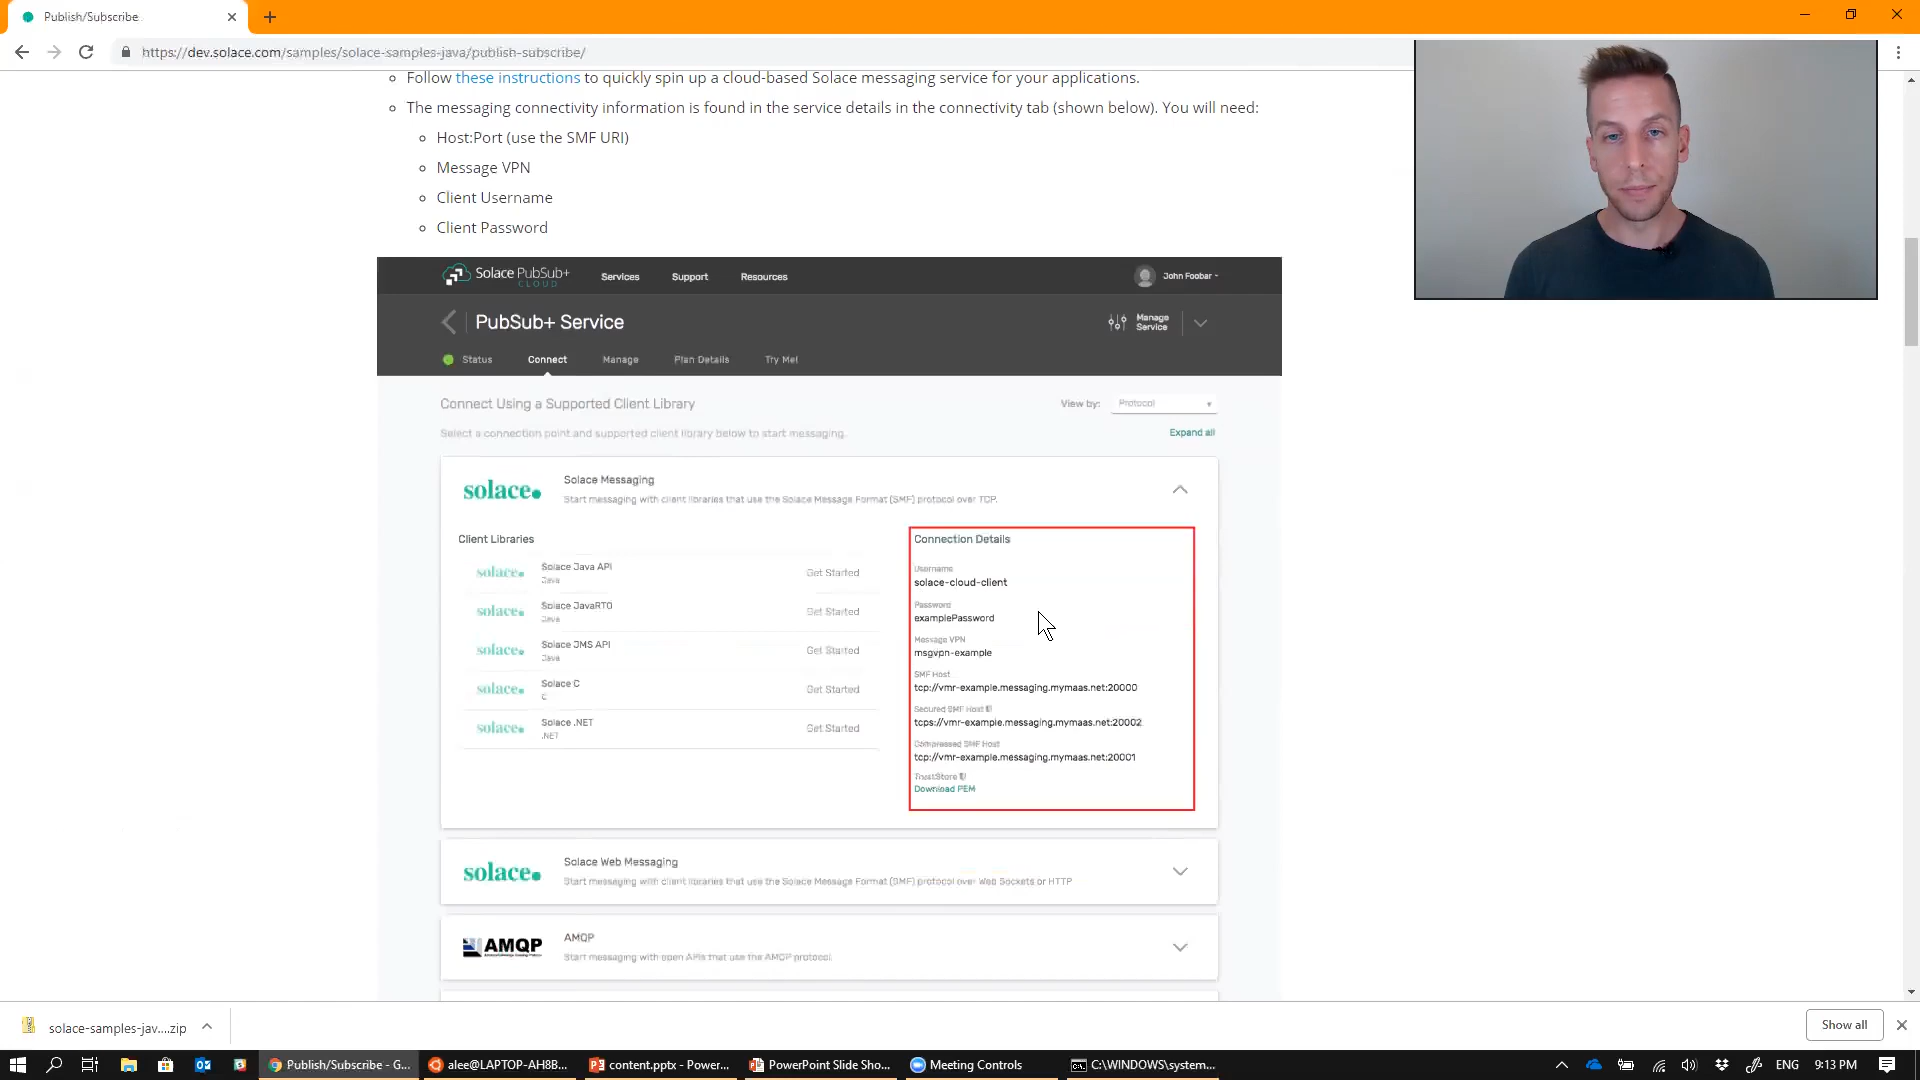 Publish/Subscribe
https://dev.solace.com/samples/solace-samples-java/publish-subscribe/
Follow these instructions to quickly spin up a cloud-based Solace messaging service for your applications.
The messaging connectivity information is found in the service details in the connectivity tab (shown below). You will need:
Host:Port (use the SMF URI)
Message VPN
Client Username
Client Password
Solace PubSub+ CLOUD Services Support Resources John Foobar
PubSub+ Service Manage Service
Status Connect Manage Plan Details Try Me!
Connect Using a Supported Client Library View by: Protocol
Select a connection point and supported client library below to start messaging. Expand all
solace. Solace Messaging
Start messaging with client libraries that use the Solace Message Format (SMF) protocol over TCP.
Client Libraries
solace. Solace Java API Get Started
Java
solace. Solace JavaRTO Get Started
Java
solace. Solace JMS API Get Started
Java
solace. Solace C Get Started
C
solace. Solace .NET Get Started
.NET
Connection Details
Username
solace-cloud-client
Password
examplePassword
Message VPN
msgvpn-example
SMF Host
tcp://vmr-example.messaging.mymaas.net:20000
Secured SMF Host
tcps://vmr-example.messaging.mymaas.net:20002
Compressed SMF Host
tcp://vmr-example.messaging.mymaas.net:20001
TrustStore
Download PEM
solace. Solace Web Messaging
Start messaging with client libraries that use the Solace Message Format (SMF) protocol over Web Sockets or HTTP
AMQP AMQP
Start messaging with open APIs that use the AMQP protocol.
solace-samples-jav....zip Show all
Publish/Subscribe - G... alee@LAPTOP-AH8B... content.pptx - Power... PowerPoint Slide Sho... Meeting Controls C:\WINDOWS\system... ENG 9:13 PM